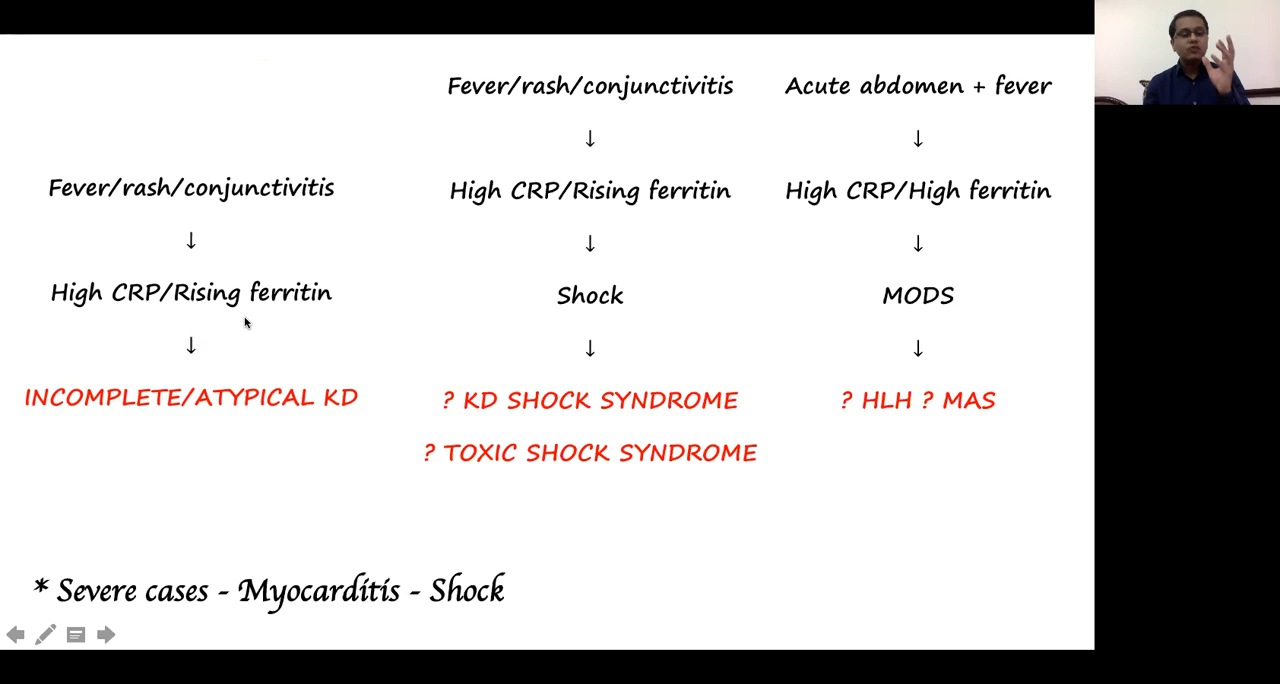 Fever/rash/conjunctivitis
↓
High CRP/Rising ferritin
↓
INCOMPLETE/ATYPICAL KD
Fever/rash/conjunctivitis
↓
High CRP/Rising ferritin
↓
Shock
↓
? KD SHOCK SYNDROME
? TOXIC SHOCK SYNDROME
Acute abdomen + fever
↓
High CRP/High ferritin
↓
MODS
↓
? HLH ? MAS
* Severe cases - Myocarditis - Shock